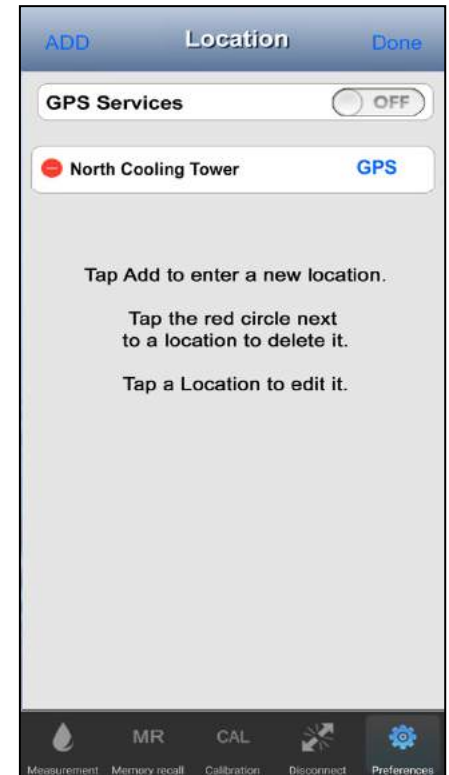 ADD Location Done
GPS Services OFF
North Cooling Tower GPS
Tap Add to enter a new location.
Tap the red circle next
to a location to delete it.
Tap a Location to edit it.
MR CAL
Measurement Memory recall Calibration Disconnect Preferences